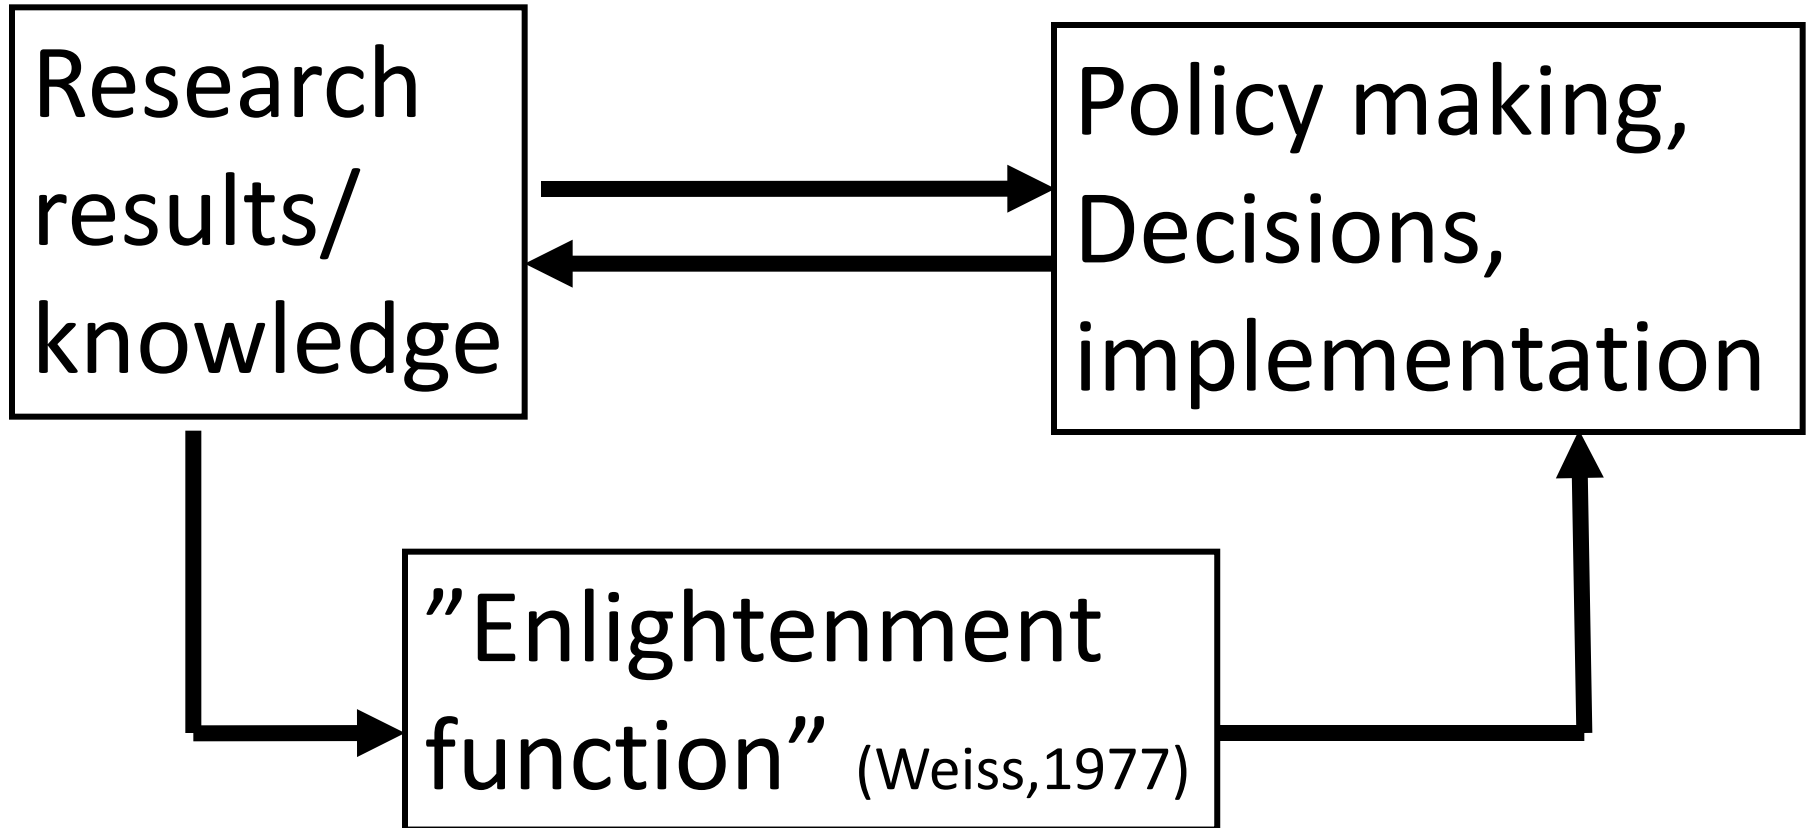 Research
results/
knowledge
Policy making,
Decisions,
implementation
”Enlightenment
function” (Weiss,1977)